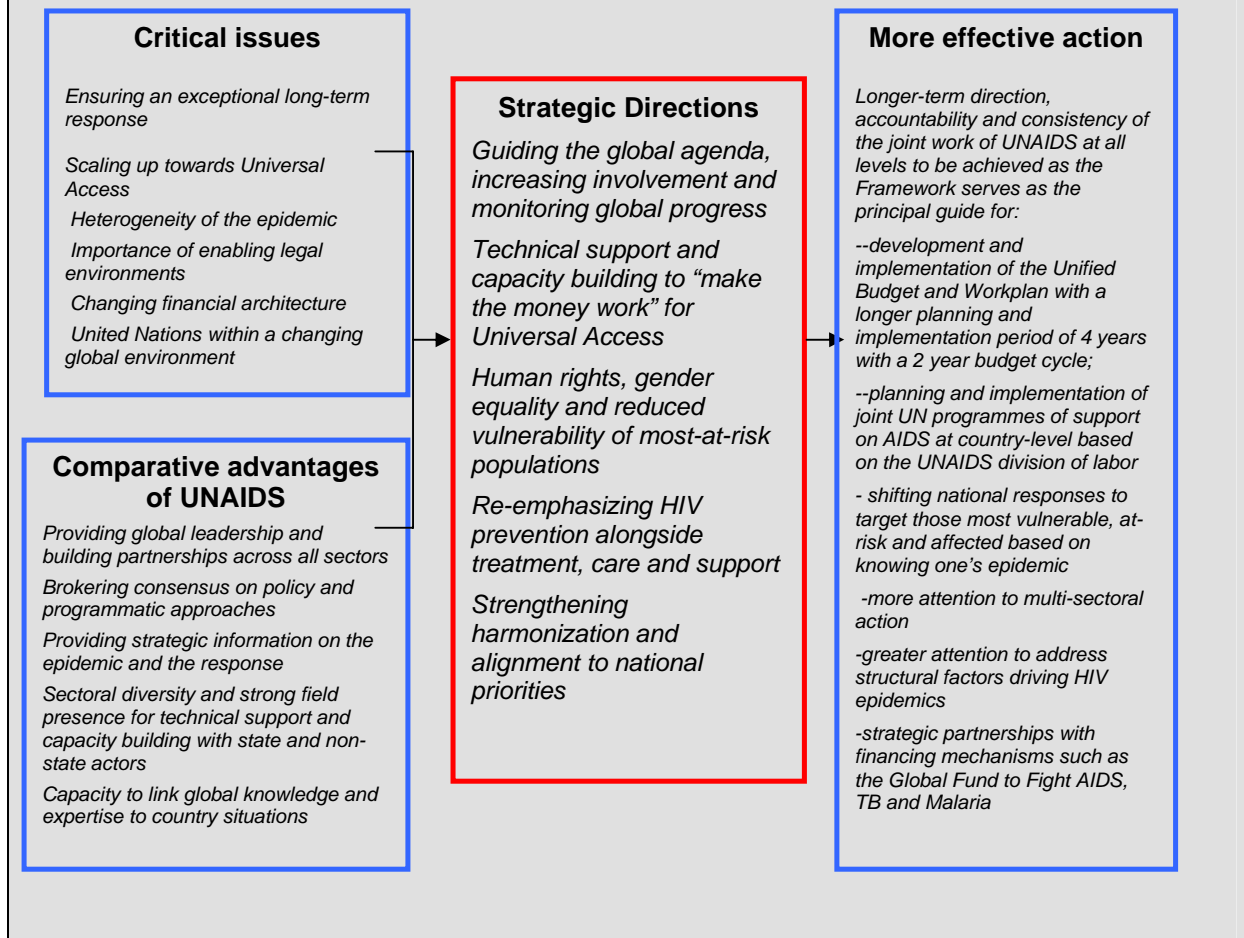 Critical issues
Ensuring an exceptional long-term
response
Scaling up towards Universal
Access
Heterogeneity of the epidemic
Importance of enabling legal
environments
Changing financial architecture
United Nations within a changing
global environment
Comparative advantages
of UNAIDS
Providing global leadership and
building partnerships across all sectors
Brokering consensus on policy and
programmatic approaches
Providing strategic information on the
epidemic and the response
Sectoral diversity and strong field
presence for technical support and
capacity building with state and non-
state actors
Capacity to link global knowledge and
expertise to country situations
Strategic Directions
Guiding the global agenda,
increasing involvement and
monitoring global progress
Technical support and
capacity building to “make
the money work” for
Universal Access
Human rights, gender
equality and reduced
vulnerability of most-at-risk
populations
Re-emphasizing HIV
prevention alongside
treatment, care and support
Strengthening
harmonization and
alignment to national
priorities
More effective action
Longer-term direction,
accountability and consistency
of the joint work of UNAIDS at all
levels to be achieved as the
Framework serves as the
principal guide for:
--development and
implementation of the Unified
Budget and Workplan with a
longer planning and
implementation period of 4 years
with a 2 year budget cycle;
--planning and implementation of
joint UN programmes of support
on AIDS at country-level based
on the UNAIDS division of labor
- shifting national responses to
target those most vulnerable, at-
risk and affected based on
knowing one’s epidemic
-more attention to multi-sectoral
action
-greater attention to address
structural factors driving HIV
epidemics
-strategic partnerships with
financing mechanisms such as
the Global Fund to Fight AIDS,
TB and Malaria